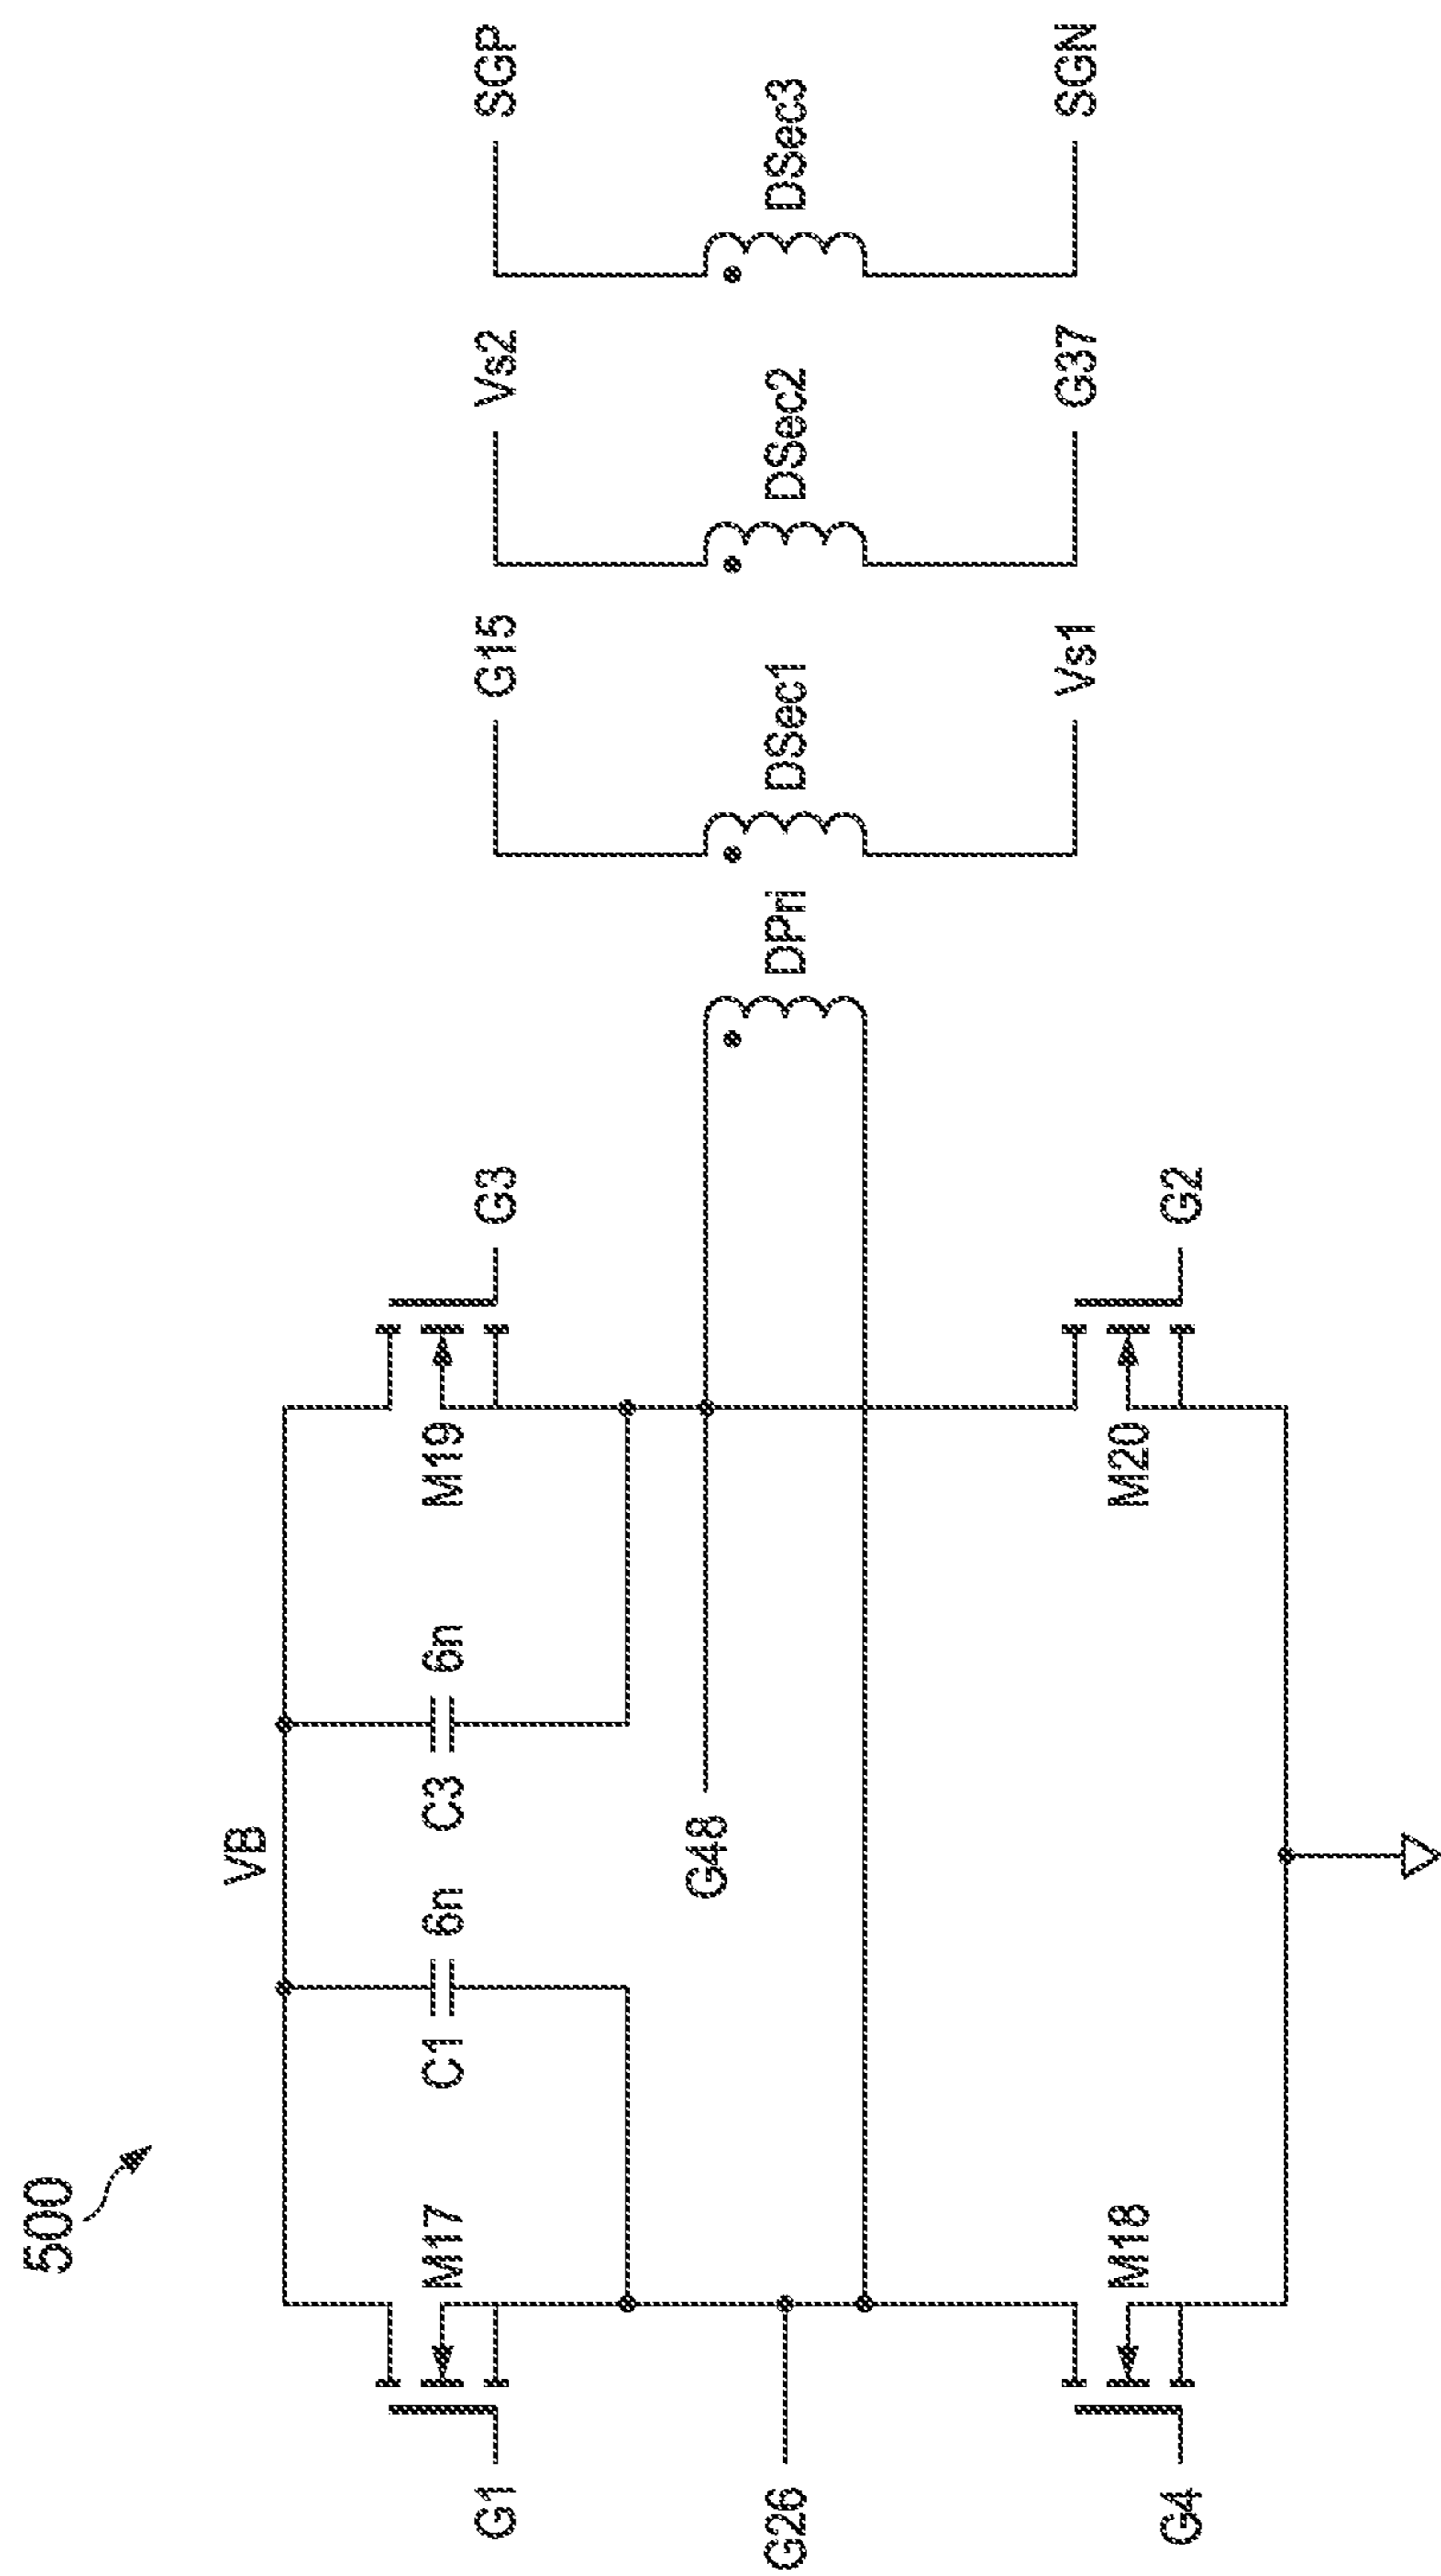 500
VB
G1
M17
C1
6n
C3
6n
M19
G3
G15
Vs2
SGP
G48
G26
DPri
DSec1
DSec2
DSec3
Vs1
G37
SGN
G4
M18
M20
G2